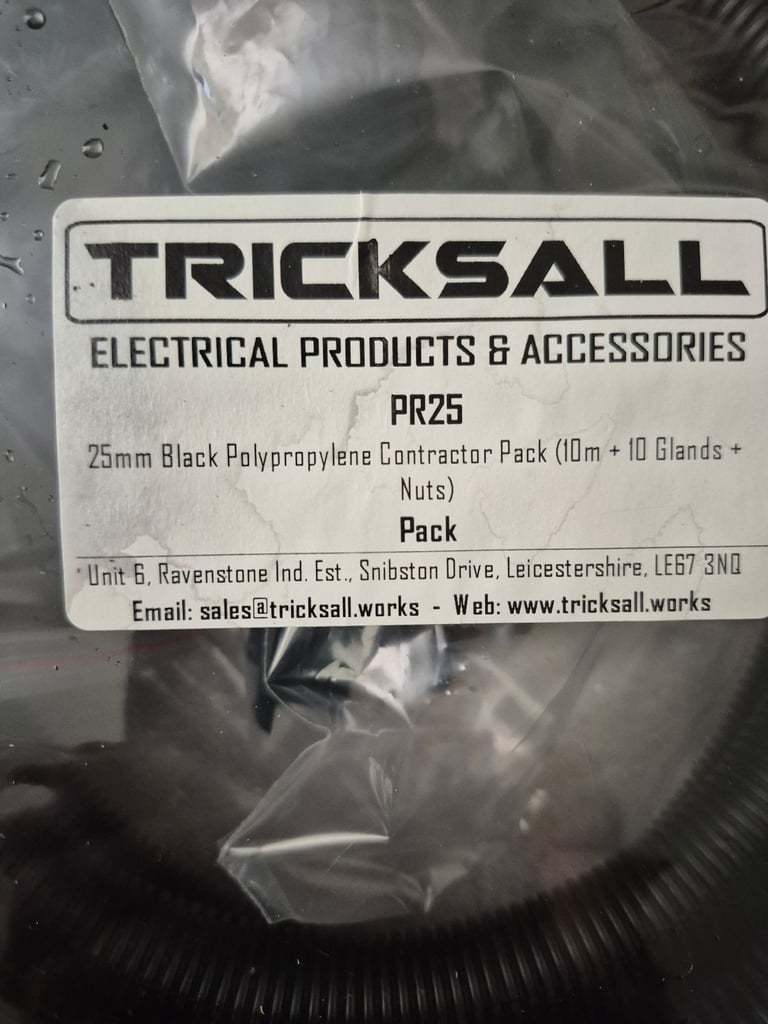 TRICKSALL
ELECTRICAL PRODUCTS & ACCESSORIES
PR25
25mm Black Polypropylene Contractor Pack (10m + 10 Glands +
Nuts)
Pack
Unit 6, Ravenstone Ind. Est., Snibston Drive, Leicestershire, LE67 3NQ
Email: sales@tricksall.works - Web: www.tricksall.works